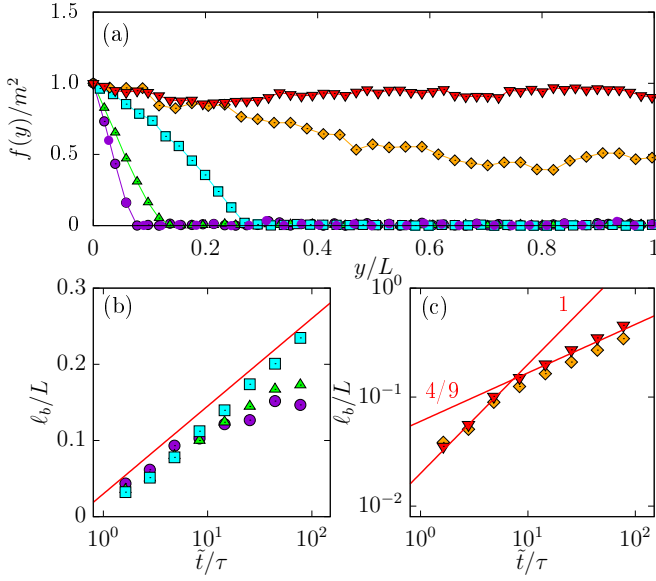 (a)
1.5
1.0
0.5
0
f(y)/m²
0 0.2 0.4 0.6 0.8 1
y/L
(b)
0.3
0.2
0.1
0
ℓ_b/L
10⁰ 10¹ 10²
t̃/τ
(c)
1
4/9
10⁰
10⁻¹
10⁻²
ℓ_b/L
10⁰ 10¹ 10²
t̃/τ